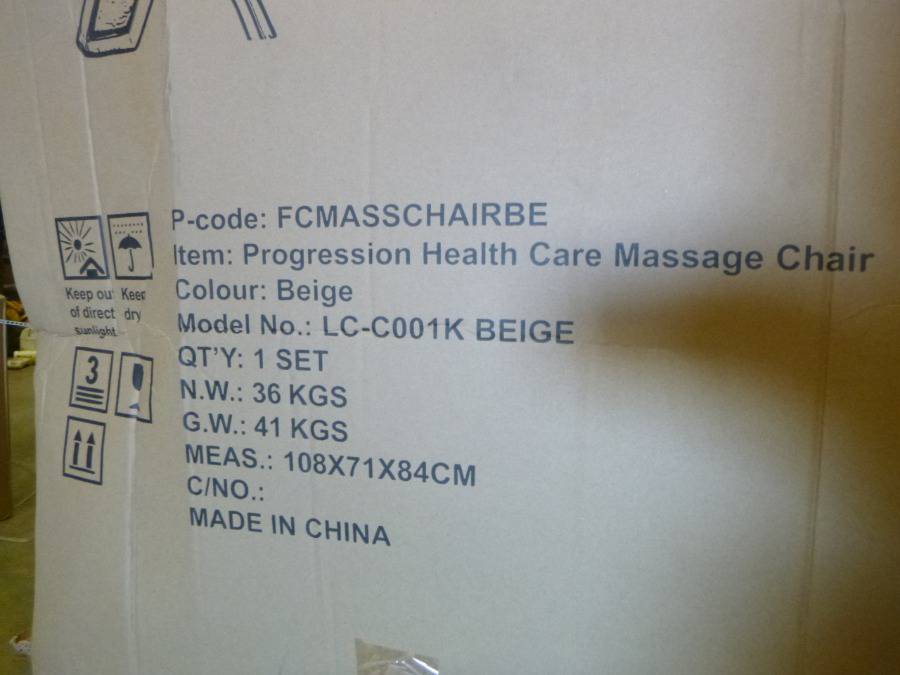 P-code: FCMASSCHAIRBE
Item: Progression Health Care Massage Chair
Colour: Beige
Model No.: LC-C001K BEIGE
QT'Y: 1 SET
N.W.: 36 KGS
G.W.: 41 KGS
MEAS.: 108X71X84CM
C/NO.:
MADE IN CHINA
Keep out
of direct
sunlight
Keep
dry
3